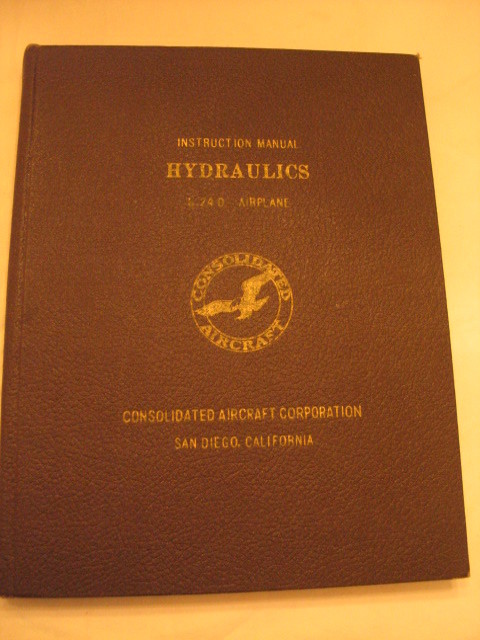 INSTRUCTION MANUAL
HYDRAULICS
AIRPLANE
CONSOLIDATED
AIRCRAFT
CONSOLIDATED AIRCRAFT CORPORATION
SAN DIEGO, CALIFORNIA